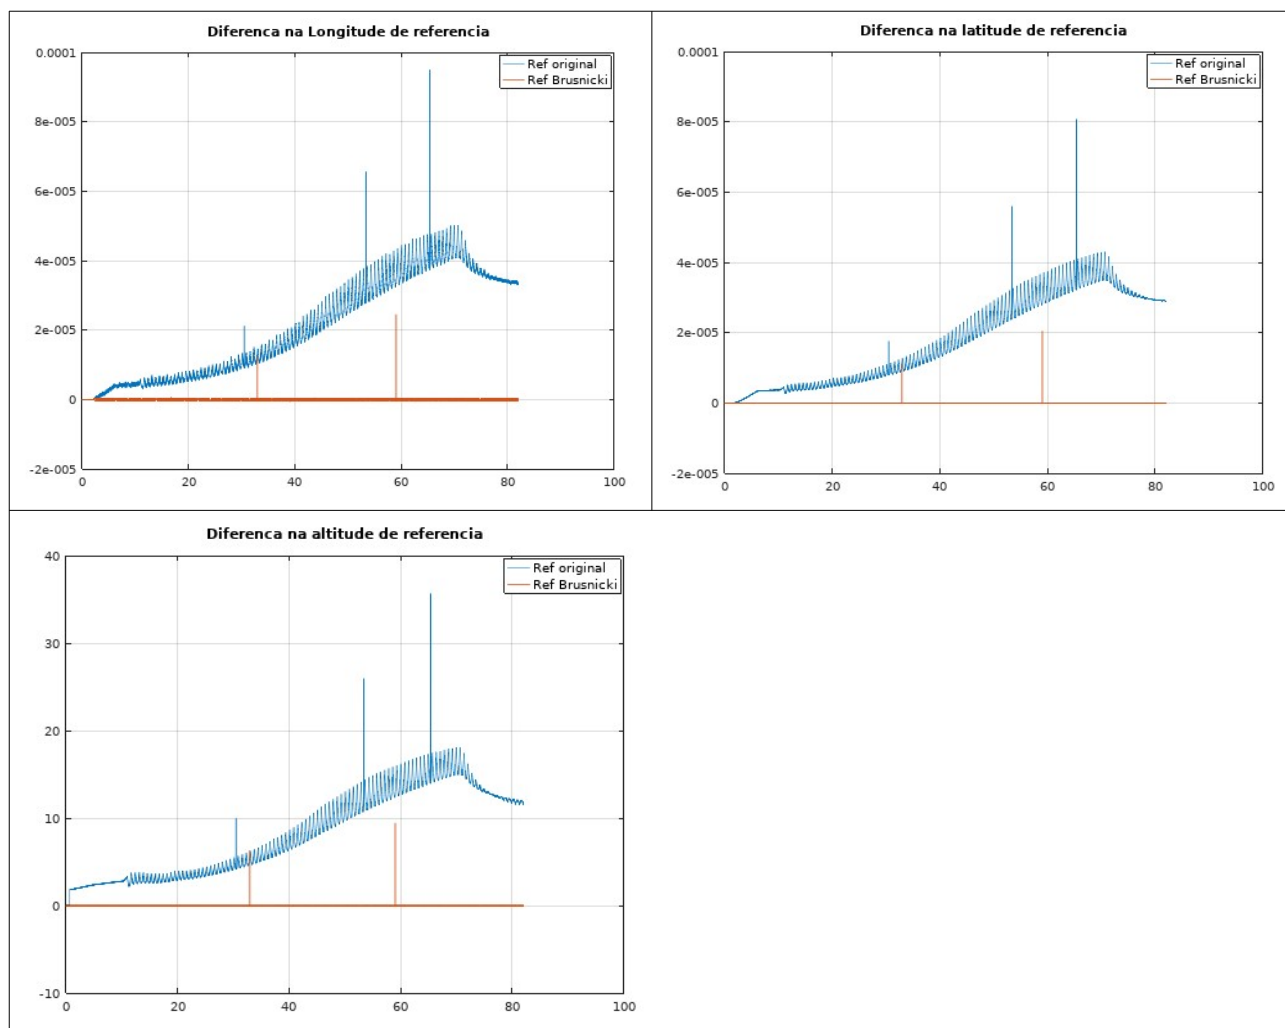 Diferenca na Longitude de referencia
0.0001
8e-005
6e-005
4e-005
2e-005
0
-2e-005
0 20 40 60 80 100
Ref original
Ref Brusnicki
Diferenca na latitude de referencia
0.0001
8e-005
6e-005
4e-005
2e-005
0
-2e-005
0 20 40 60 80 100
Ref original
Ref Brusnicki
Diferenca na altitude de referencia
40
30
20
10
0
-10
0 20 40 60 80 100
Ref original
Ref Brusnicki